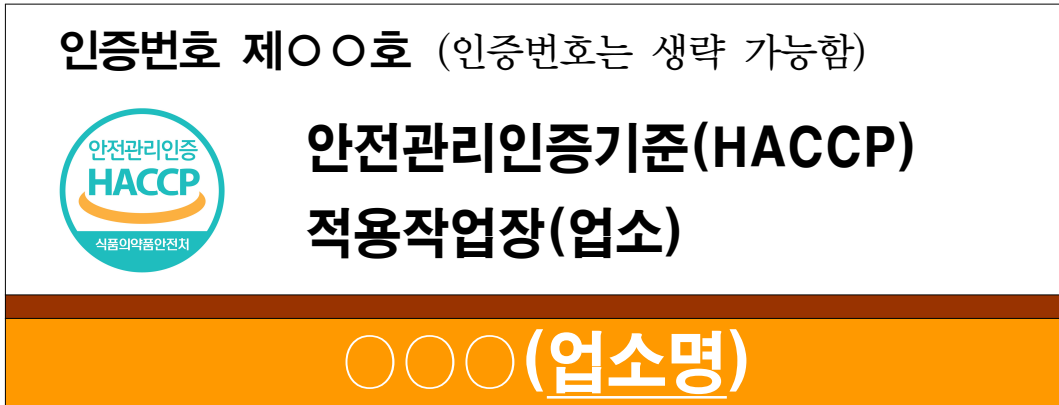 인증번호 제○○호 (인증번호는 생략 가능함)
안전관리인증
HACCP
식품의약품안전처
안전관리인증기준(HACCP)
적용작업장(업소)
○○○(업소명)